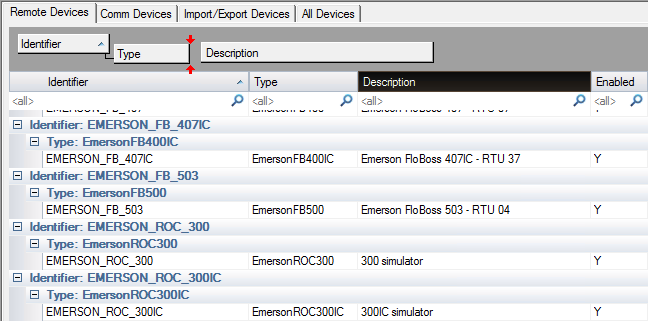 Remote Devices Comm Devices Import/Export Devices All Devices
Identifier
Type Description
Identifier Type Description Enabled
<all> <all> <all> <all>
Identifier: EMERSON_FB_407IC
Type: EmersonFB400IC
EMERSON_FB_407IC EmersonFB400IC Emerson FloBoss 407IC - RTU 37 Y
Identifier: EMERSON_FB_503
Type: EmersonFB500
EMERSON_FB_503 EmersonFB500 Emerson FloBoss 503 - RTU 04 Y
Identifier: EMERSON_ROC_300
Type: EmersonROC300
EMERSON_ROC_300 EmersonROC300 300 simulator Y
Identifier: EMERSON_ROC_300IC
Type: EmersonROC300IC
EMERSON_ROC_300IC EmersonROC300IC 300IC simulator Y